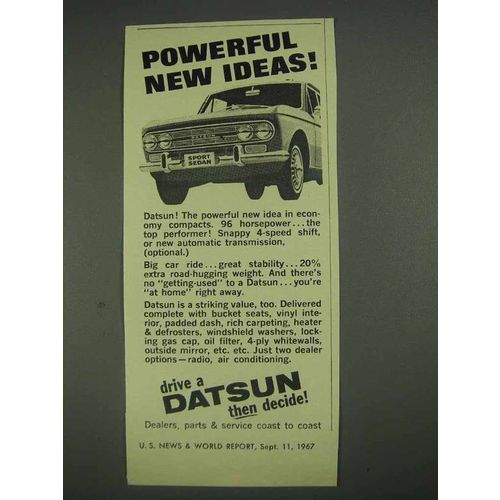 POWERFUL
NEW IDEAS!
DATSUN
SPORT
SEDAN
Datsun! The powerful new idea in econ-
omy compacts. 96 horsepower...the
top performer! Snappy 4-speed shift,
or new automatic transmission,
(optional.)
Big car ride...great stability...20%
extra road-hugging weight. And there's
no "getting-used" to a Datsun...you're
"at home" right away.
Datsun is a striking value, too. Delivered
complete with bucket seats, vinyl inte-
rior, padded dash, rich carpeting, heater
& defrosters, windshield washers, lock-
ing gas cap, oil filter, 4-ply whitewalls,
outside mirror, etc. etc. Just two dealer
options—radio, air conditioning.
drive a
DATSUN
then decide!
Dealers, parts & service coast to coast
U. S. NEWS & WORLD REPORT, Sept. 11, 1967